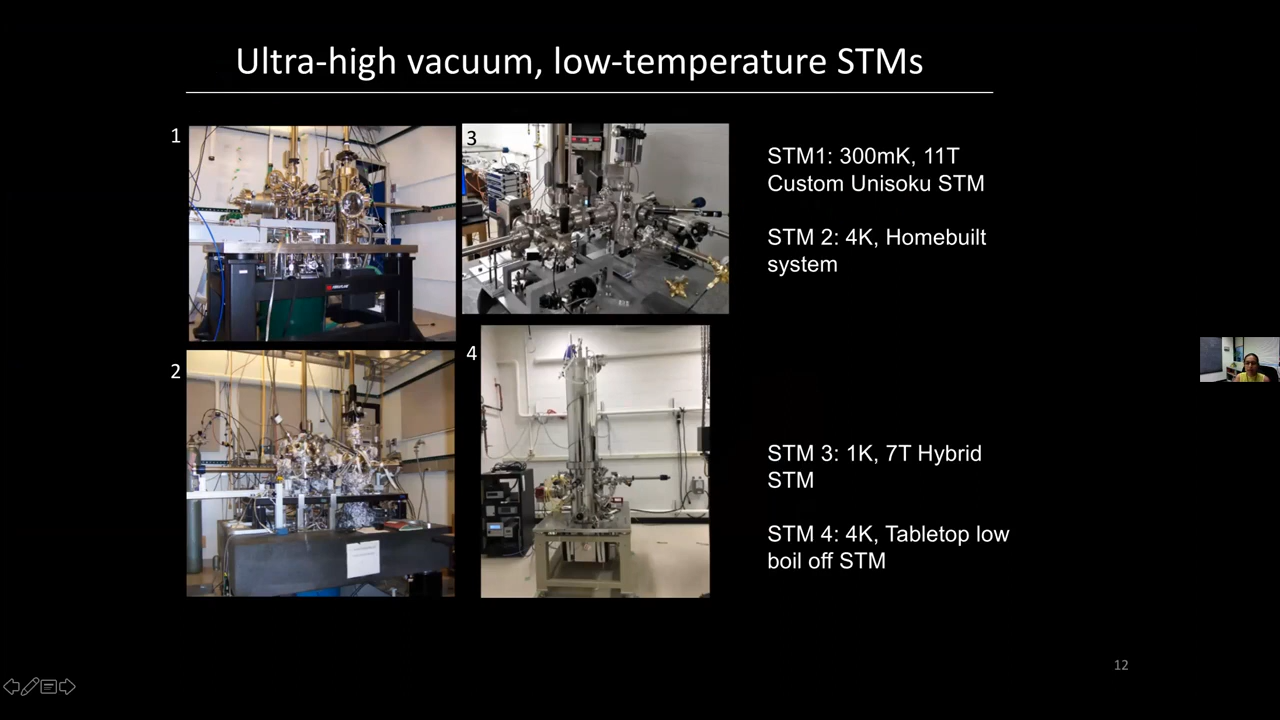 Ultra-high vacuum, low-temperature STMs
1
3
STM1: 300mK, 11T
Custom Unisoku STM
STM 2: 4K, Homebuilt
system
2
4
STM 3: 1K, 7T Hybrid
STM
STM 4: 4K, Tabletop low
boil off STM
12